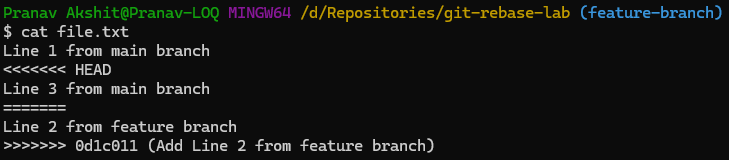 Pranav Akshit@Pranav-LOQ MINGW64 /d/Repositories/git-rebase-lab (feature-branch)
$ cat file.txt
Line 1 from main branch
<<<<<<< HEAD
Line 3 from main branch
=======
Line 2 from feature branch
>>>>>>> 0d1c011 (Add Line 2 from feature branch)